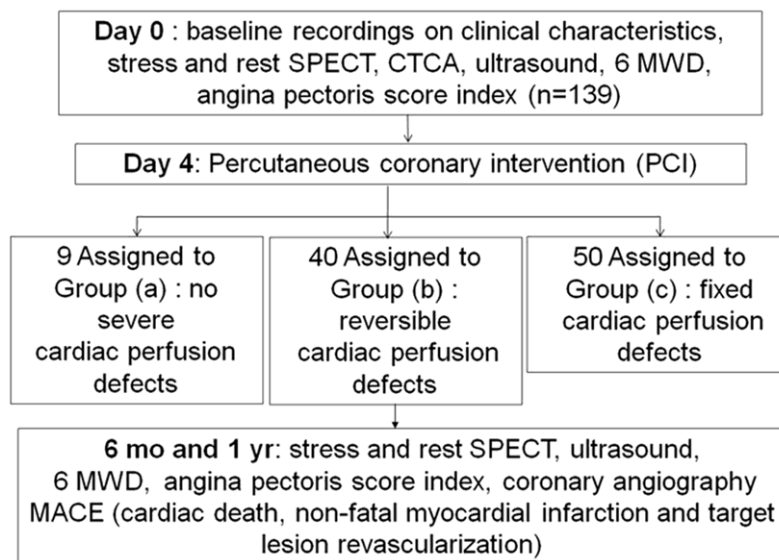 Day 0 : baseline recordings on clinical characteristics,
stress and rest SPECT, CTCA, ultrasound, 6 MWD,
angina pectoris score index (n=139)
Day 4: Percutaneous coronary intervention (PCI)
9 Assigned to
Group (a) : no
severe
cardiac perfusion
defects
40 Assigned to
Group (b) :
reversible
cardiac perfusion
defects
50 Assigned to
Group (c) : fixed
cardiac perfusion
defects
6 mo and 1 yr: stress and rest SPECT, ultrasound,
6 MWD, angina pectoris score index, coronary angiography
MACE (cardiac death, non-fatal myocardial infarction and target
lesion revascularization)